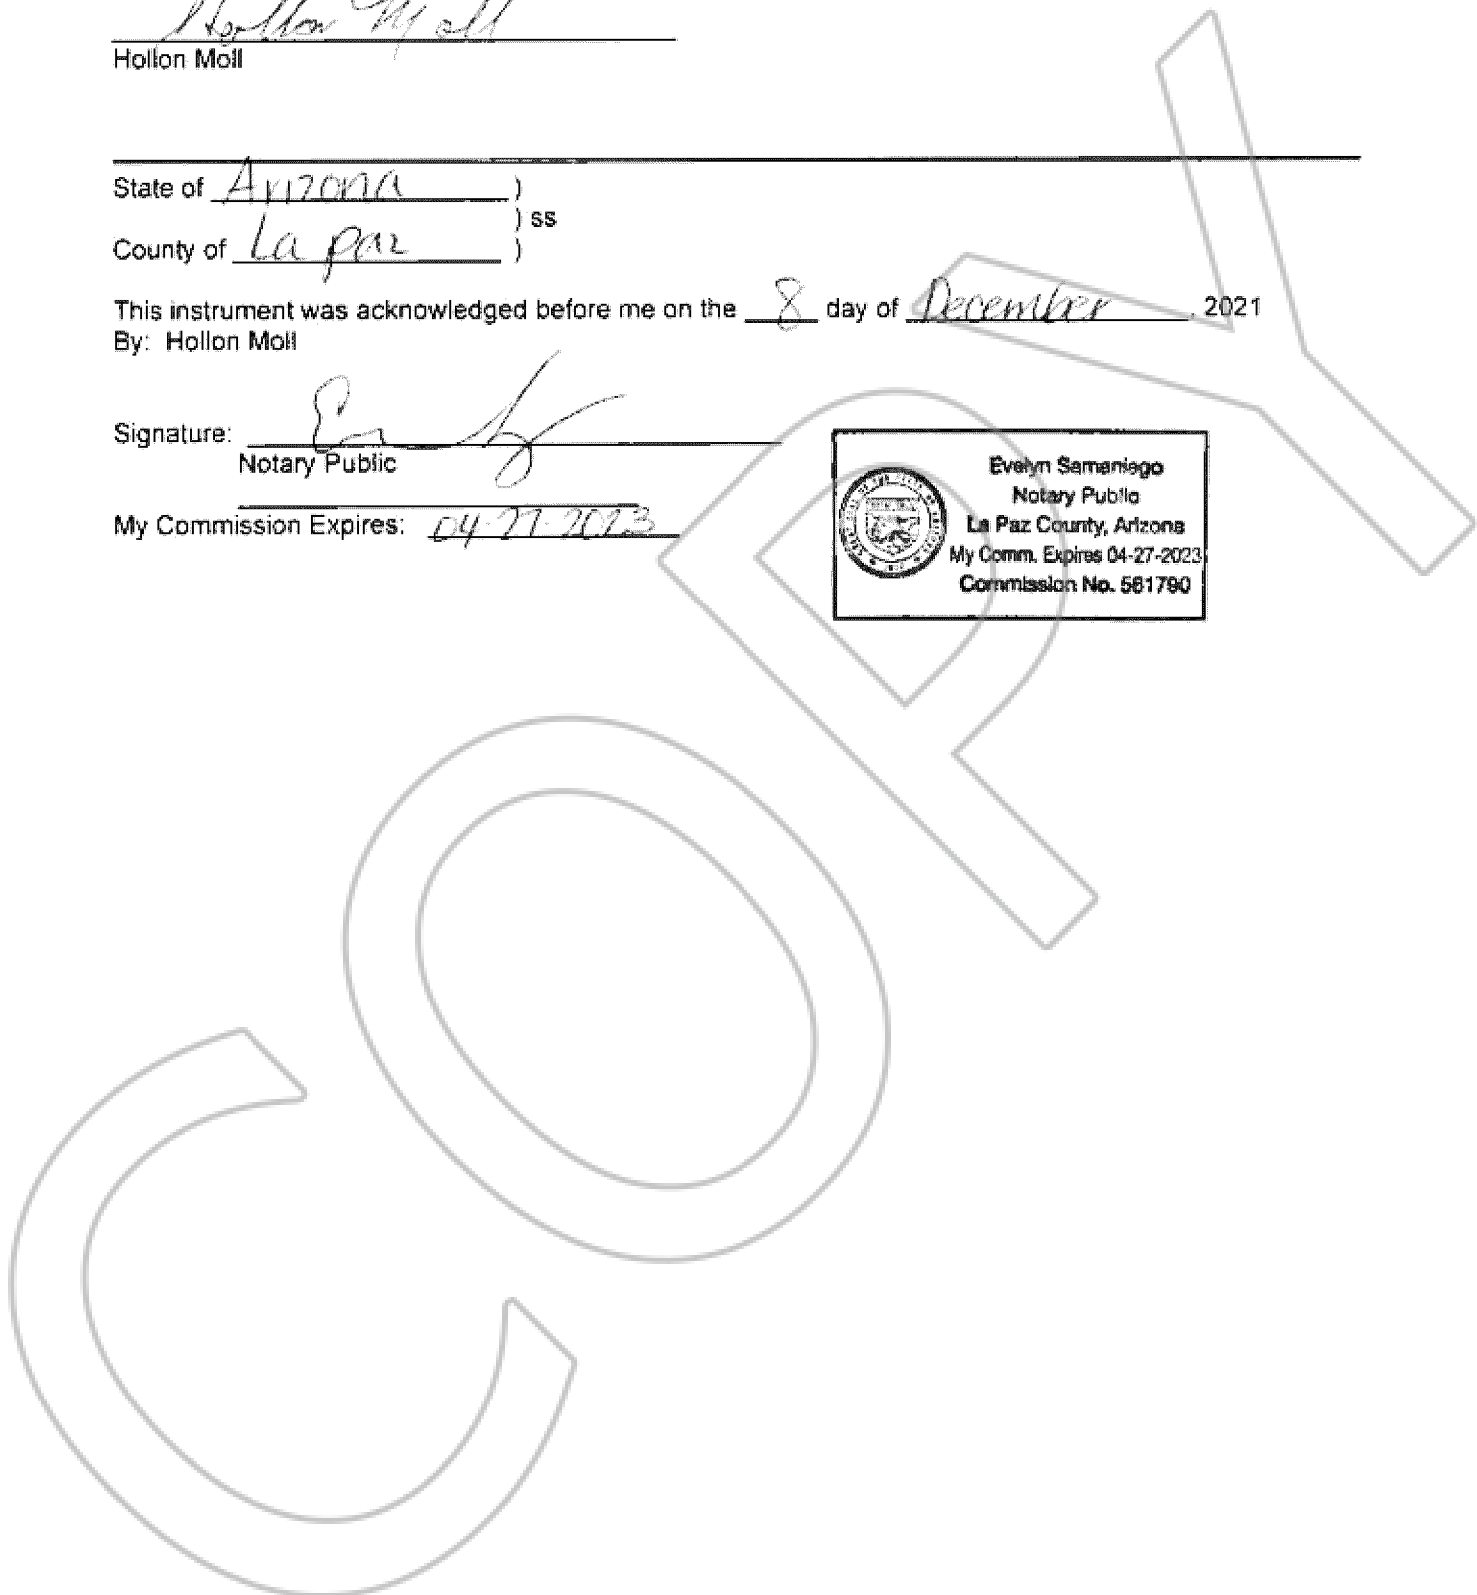 Hollon Moll
Hollon Moll
State of Arizona )
) ss
County of La paz )
This instrument was acknowledged before me on the 8 day of December, 2021
By: Hollon Moll
Signature:
Notary Public
My Commission Expires: 04-27-2023
Evelyn Samaniego
Notary Public
La Paz County, Arizona
My Comm. Expires 04-27-2023
Commission No. 561790
COPY